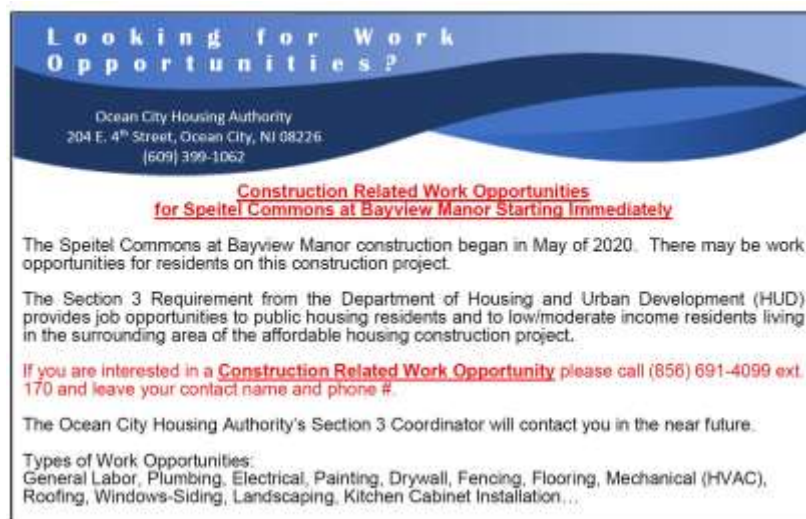 Looking for Work
Opportunities?
Ocean City Housing Authority
204 E. 4th Street, Ocean City, NJ 08226
(609) 399-1062
Construction Related Work Opportunities
for Speitel Commons at Bayview Manor Starting Immediately
The Speitel Commons at Bayview Manor construction began in May of 2020. There may be work
opportunities for residents on this construction project.
The Section 3 Requirement from the Department of Housing and Urban Development (HUD)
provides job opportunities to public housing residents and to low/moderate income residents living
in the surrounding area of the affordable housing construction project.
If you are interested in a Construction Related Work Opportunity please call (856) 691-4099 ext.
170 and leave your contact name and phone #.
The Ocean City Housing Authority's Section 3 Coordinator will contact you in the near future.
Types of Work Opportunities:
General Labor, Plumbing, Electrical, Painting, Drywall, Fencing, Flooring, Mechanical (HVAC),
Roofing, Windows-Siding, Landscaping, Kitchen Cabinet Installation…